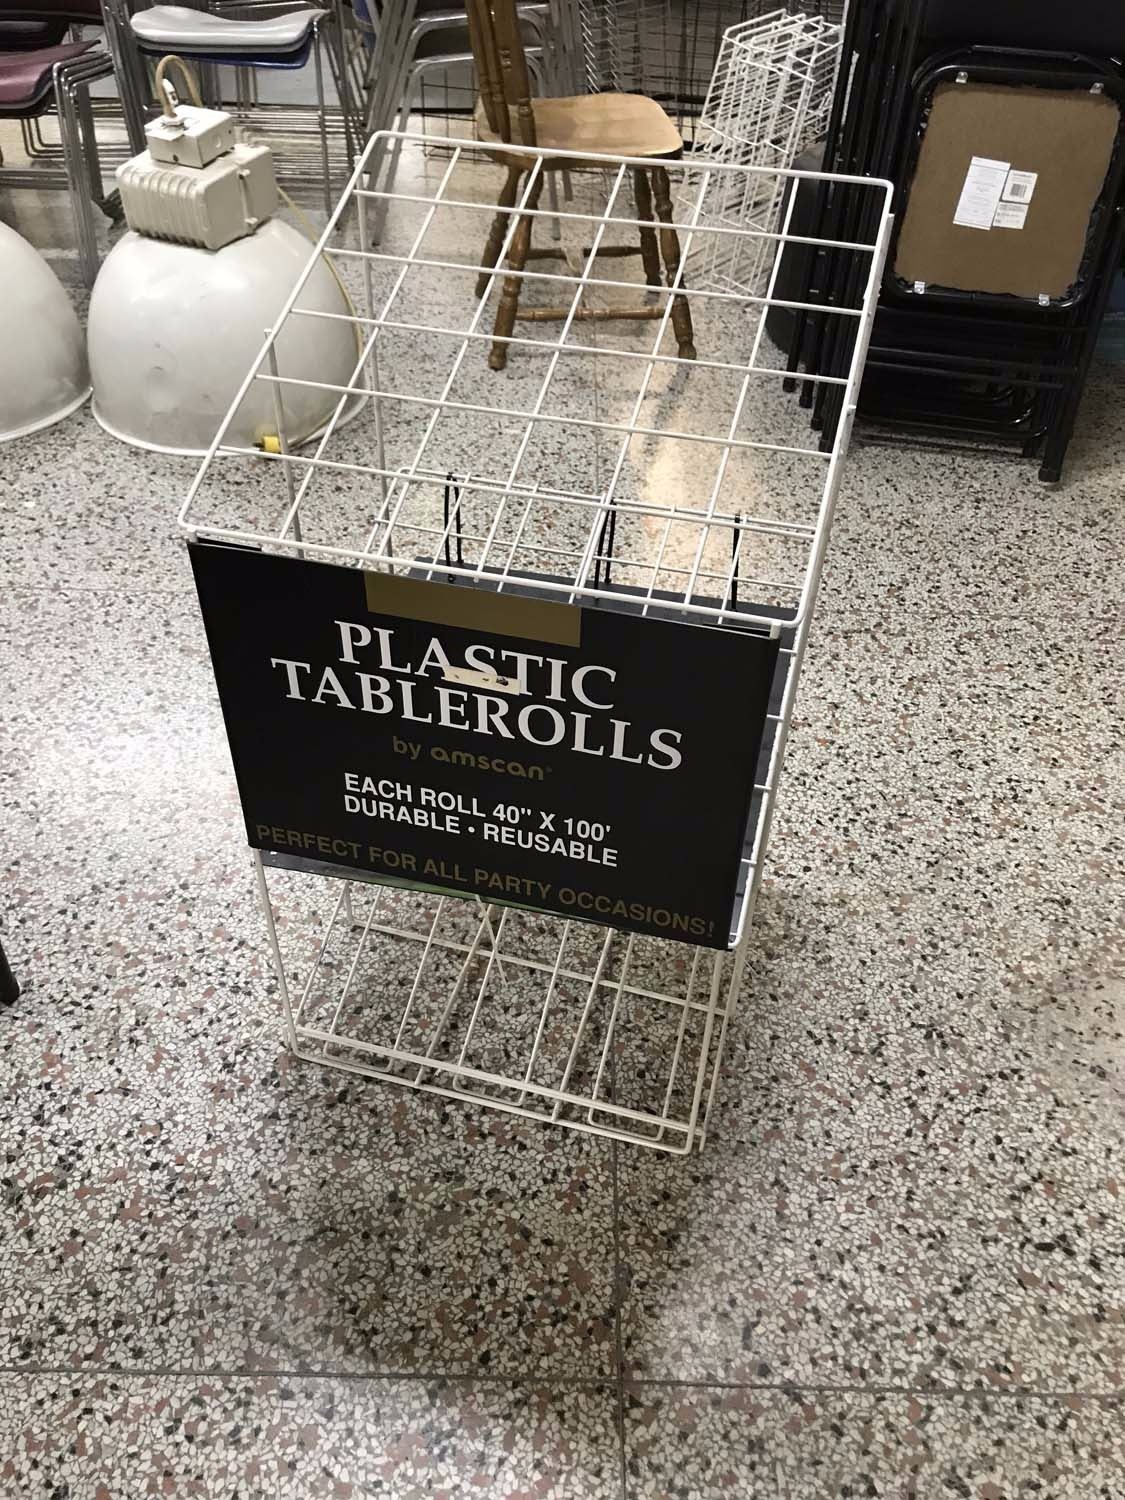 PLASTIC
TABLEROLLS
by amscan®
EACH ROLL 40" X 100'
DURABLE • REUSABLE
PERFECT FOR ALL PARTY OCCASIONS!